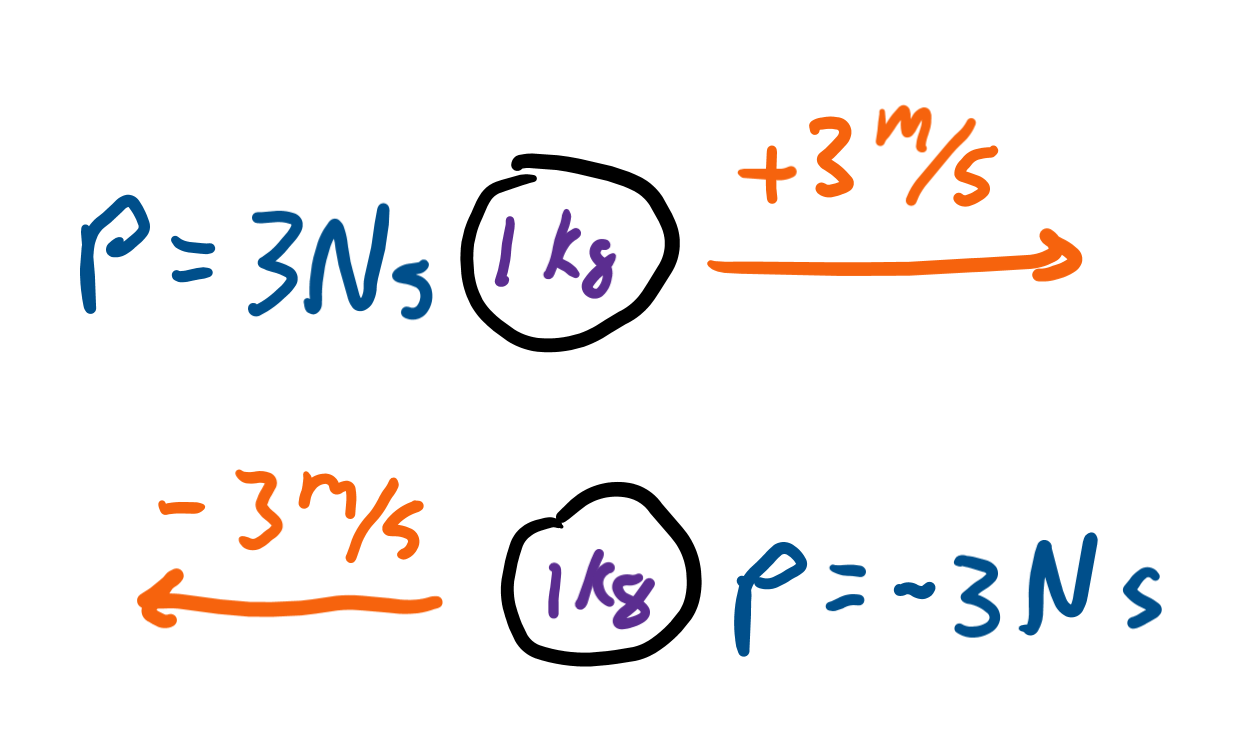 P = 3Ns 1 kg +3 m/s
- 3 m/s 1 kg P = -3 N s